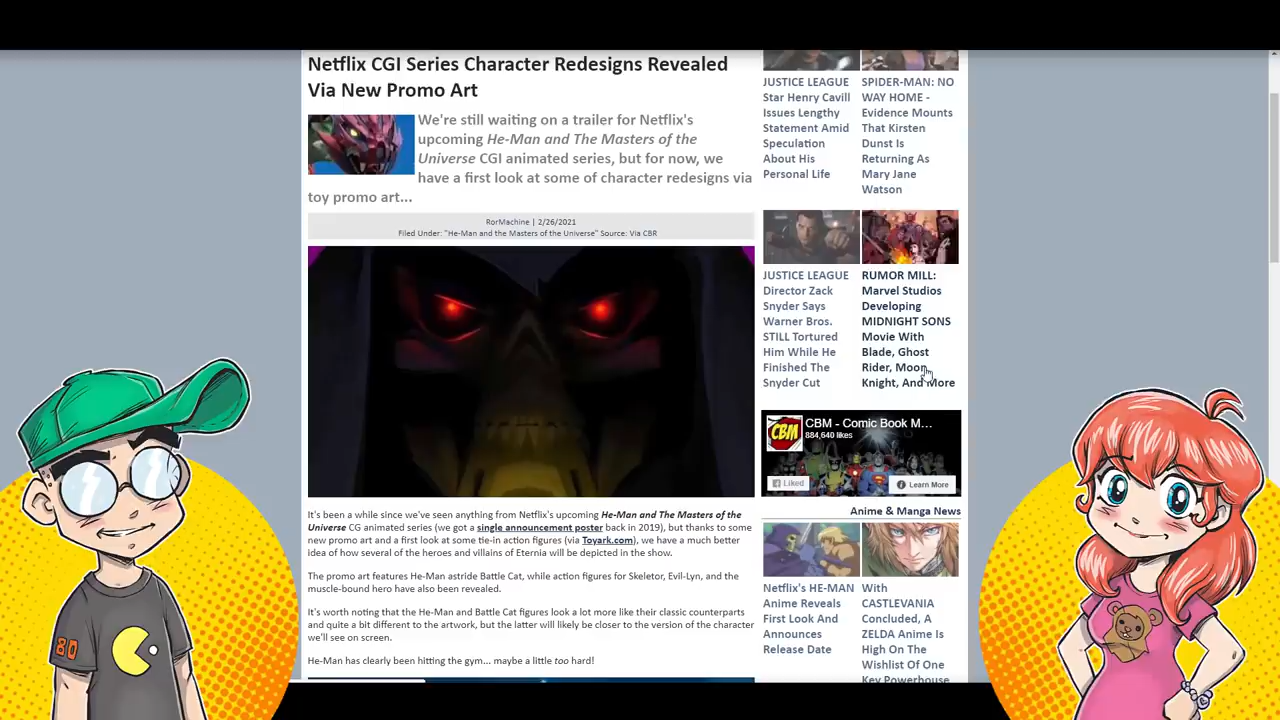 Netflix CGI Series Character Redesigns Revealed
Via New Promo Art
We're still waiting on a trailer for Netflix's
upcoming He-Man and The Masters of the
Universe CGI animated series, but for now, we
have a first look at some of character redesigns via
toy promo art...
RorMachine | 2/26/2021
Filed Under: "He-Man and the Masters of the Universe" Source: Via CBR
It's been a while since we've seen anything from Netflix's upcoming He-Man and The Masters of the
Universe CG animated series (we got a single announcement poster back in 2019), but thanks to some
new promo art and a first look at some tie-in action figures (via Toyark.com), we have a much better
idea of how several of the heroes and villains of Eternia will be depicted in the show.
The promo art features He-Man astride Battle Cat, while action figures for Skeletor, Evil-Lyn, and the
muscle-bound hero have also been revealed.
It's worth noting that the He-Man and Battle Cat figures look a lot more like their classic counterparts
and quite a bit different to the artwork, but the latter will likely be closer to the version of the character
we'll see on screen.
He-Man has clearly been hitting the gym... maybe a little too hard!
JUSTICE LEAGUE
Star Henry Cavill
Issues Lengthy
Statement Amid
Speculation
About His
Personal Life
SPIDER-MAN: NO
WAY HOME -
Evidence Mounts
That Kirsten
Dunst Is
Returning As
Mary Jane
Watson
JUSTICE LEAGUE
Director Zack
Snyder Says
Warner Bros.
STILL Tortured
Him While He
Finished The
Snyder Cut
RUMOR MILL:
Marvel Studios
Developing
MIDNIGHT SONS
Movie With
Blade, Ghost
Rider, Moon
Knight, And More
CBM
CBM - Comic Book M...
884,640 likes
Liked
Learn More
Anime & Manga News
Netflix's HE-MAN
Anime Reveals
First Look And
Announces
Release Date
With
CASTLEVANIA
Concluded, A
ZELDA Anime Is
High On The
Wishlist Of One
Key Powerhouse
80